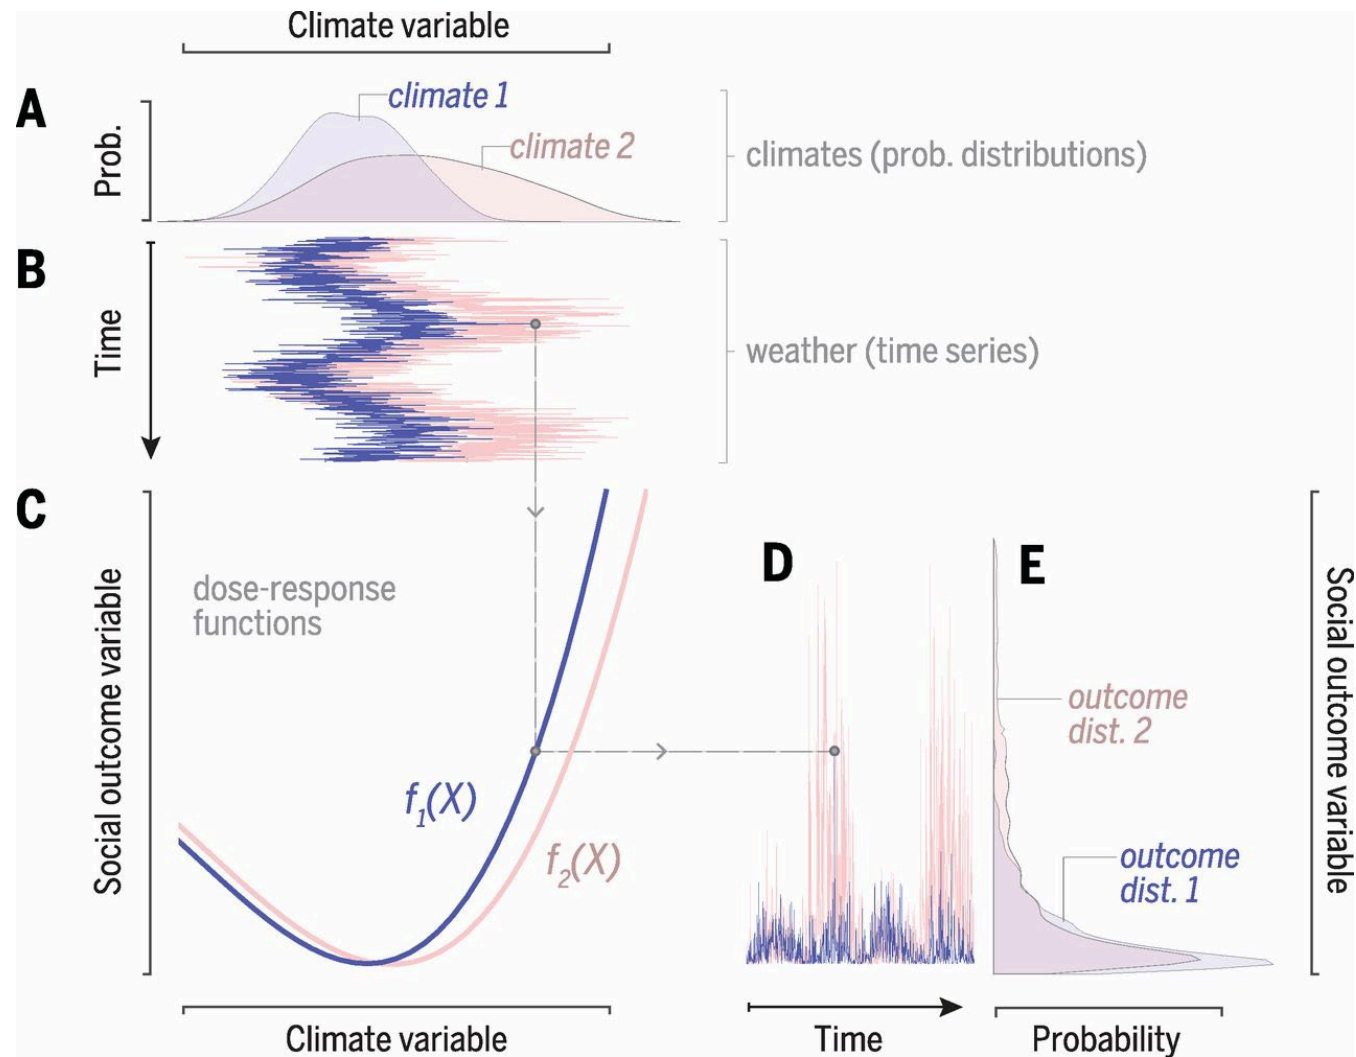 Climate variable
A
Prob.
climate 1
climate 2
climates (prob. distributions)
B
Time
weather (time series)
C
Social outcome variable
dose-response
functions
f1(X)
f2(X)
Climate variable
D
Time
E
outcome
dist. 2
outcome
dist. 1
Probability
Social outcome variable